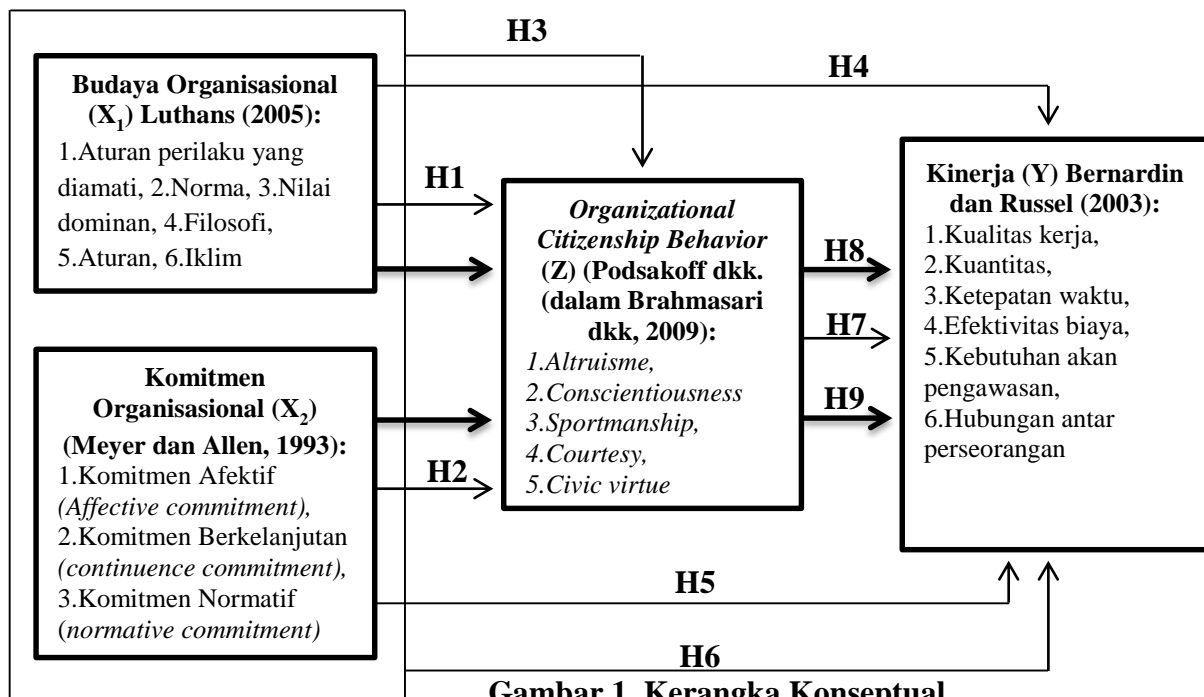 H3
H4
Budaya Organisasional
(X1) Luthans (2005):
1.Aturan perilaku yang
diamati, 2.Norma, 3.Nilai
dominan, 4.Filosofi,
5.Aturan, 6.Iklim
H1
Organizational
Citizenship Behavior
(Z) (Podsakoff dkk.
(dalam Brahmasari
dkk, 2009):
1.Altruisme,
2.Conscientiousness
3.Sportmanship,
4.Courtesy,
5.Civic virtue
H8
H7
H9
Kinerja (Y) Bernardin
dan Russel (2003):
1.Kualitas kerja,
2.Kuantitas,
3.Ketepatan waktu,
4.Efektivitas biaya,
5.Kebutuhan akan
pengawasan,
6.Hubungan antar
perseorangan
Komitmen
Organisasional (X2)
(Meyer dan Allen, 1993):
1.Komitmen Afektif
(Affective commitment),
2.Komitmen Berkelanjutan
(continuence commitment),
3.Komitmen Normatif
(normative commitment)
H2
H5
H6
Gambar 1. Kerangka Konseptual